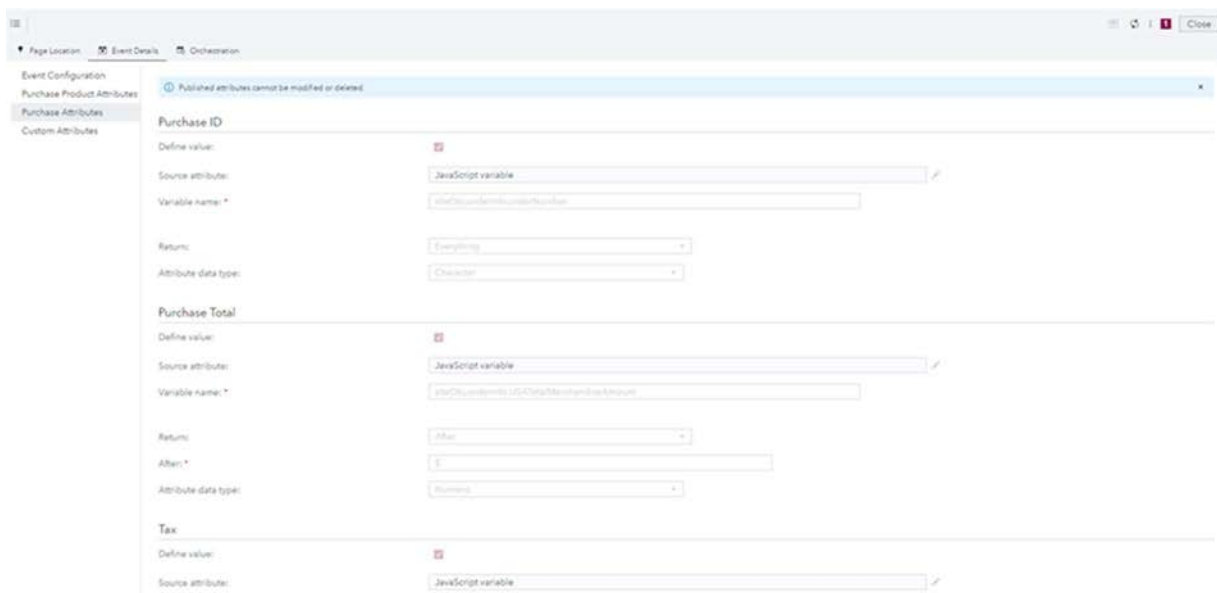 1 Close
Page Location Event Details Orchestration
Event Configuration
Purchase Product Attributes
Purchase Attributes
Custom Attributes
Published attributes cannot be modified or deleted.
Purchase ID
Define value:
Source attribute: JavaScript variable
Variable name: *
Return: Everything
Attribute data type: Character
Purchase Total
Define value:
Source attribute: JavaScript variable
Variable name: *
Return: After
After: *
Attribute data type: Numeric
Tax
Define value:
Source attribute: JavaScript variable